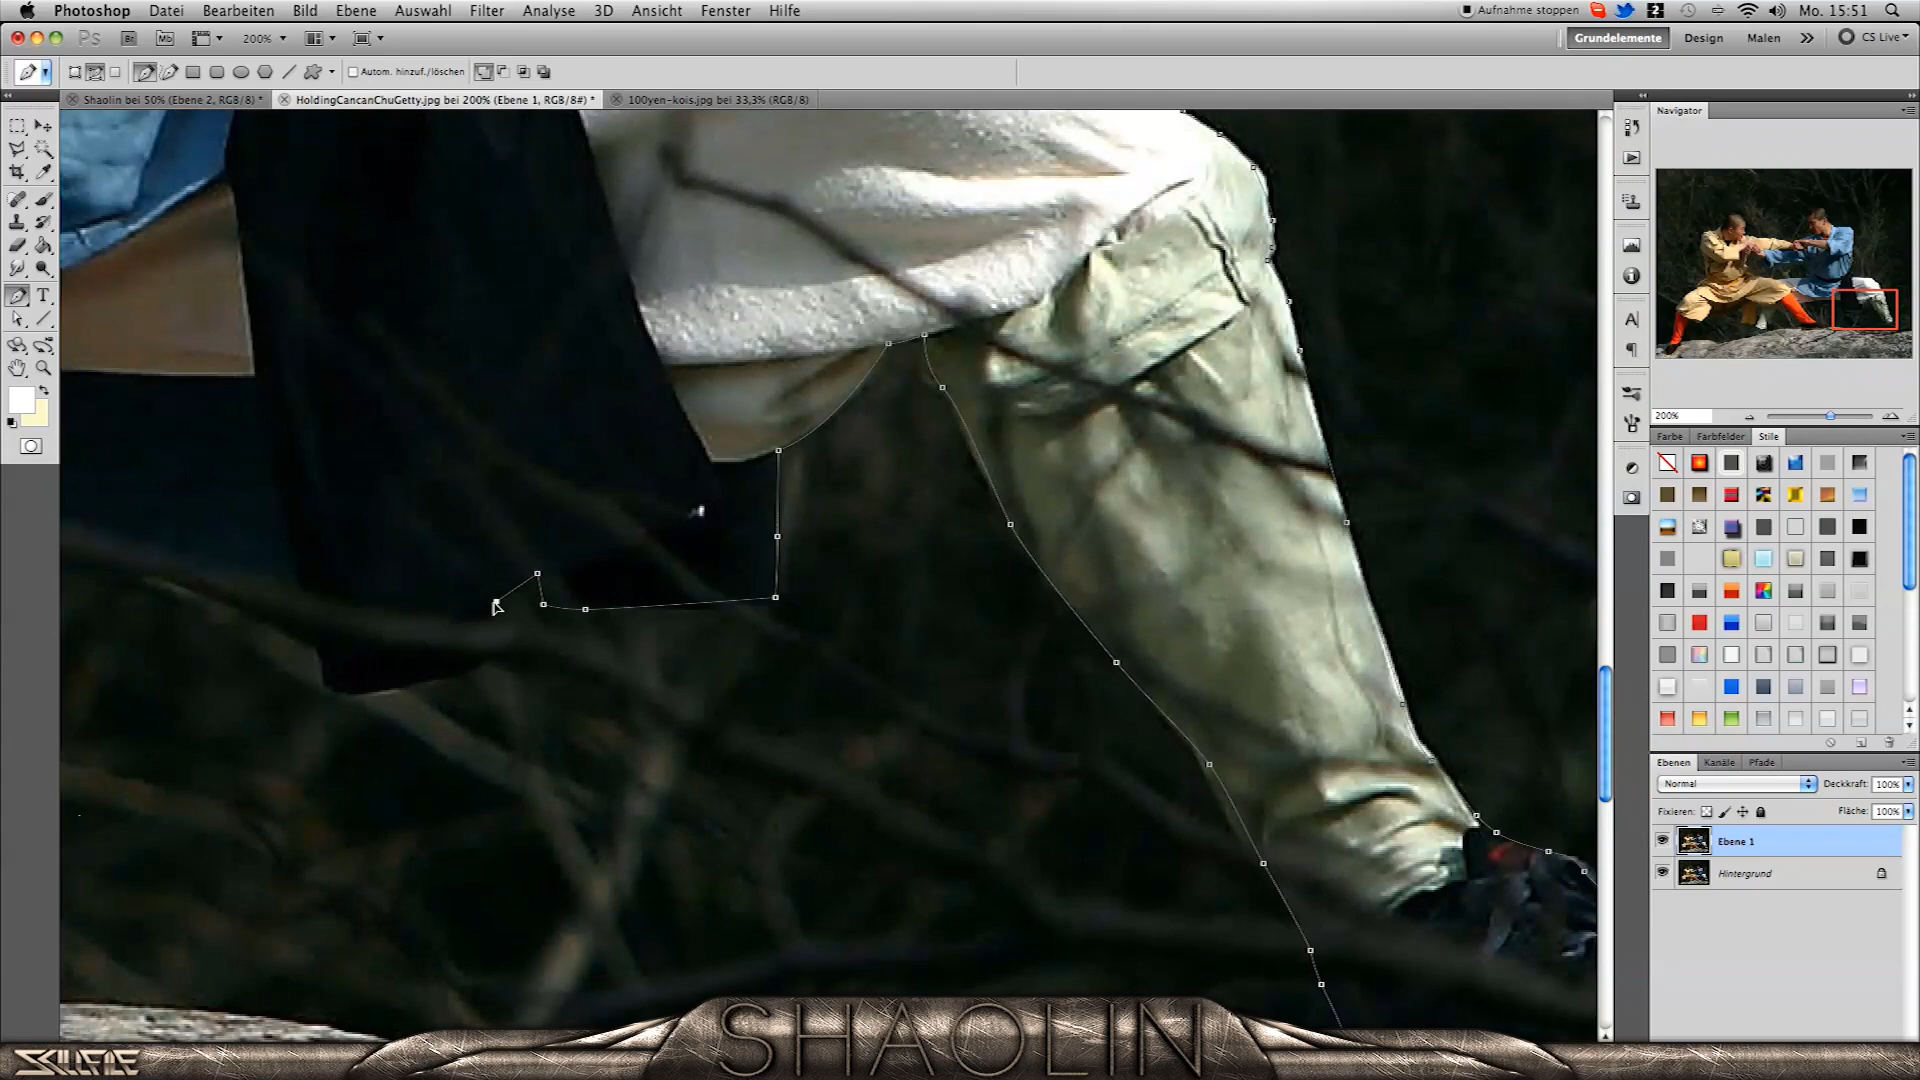 Photoshop Datei Bearbeiten Bild Ebene Auswahl Filter Analyse 3D Ansicht Fenster Hilfe
Aufnahme stoppen
Mo. 15:51
Ps Br Mb 200%
Grundelemente Design Malen CS Live
Autom. hinzuf./löschen
Shaolin bei 50% (Ebene 2, RGB/8) *
HoldingCancanChuGetty.jpg bei 200% (Ebene 1, RGB/8#) *
100yen-kois.jpg bei 33,3% (RGB/8)
Navigator
200%
Farbe Farbfelder Stile
Ebenen Kanäle Pfade
Normal Deckkraft: 100%
Fixieren: Fläche: 100%
Ebene 1
Hintergrund
SHAOLIN